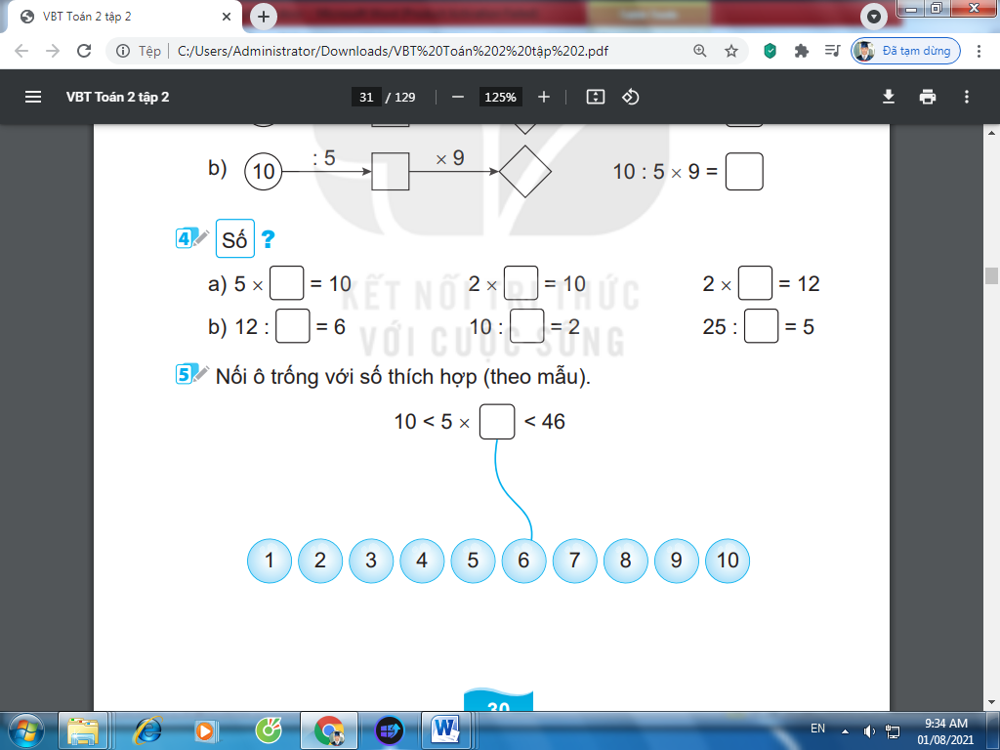 VBT Toán 2 tập 2
Tệp C:/Users/Administrator/Downloads/VBT%20Toán%202%20tập%202.pdf Đã tạm dừng
VBT Toán 2 tập 2 31 / 129 125%
b) 10 : 5 × 9 10 : 5 × 9 =
4 Số ?
a) 5 × = 10 2 × = 10 2 × = 12
KẾT NỐI TRI THỨC
b) 12 : = 6 10 : = 2 25 : = 5
VỚI CUỘC SỐNG
5 Nối ô trống với số thích hợp (theo mẫu).
10 < 5 × < 46
1 2 3 4 5 6 7 8 9 10
30
EN 9:34 AM
01/08/2021